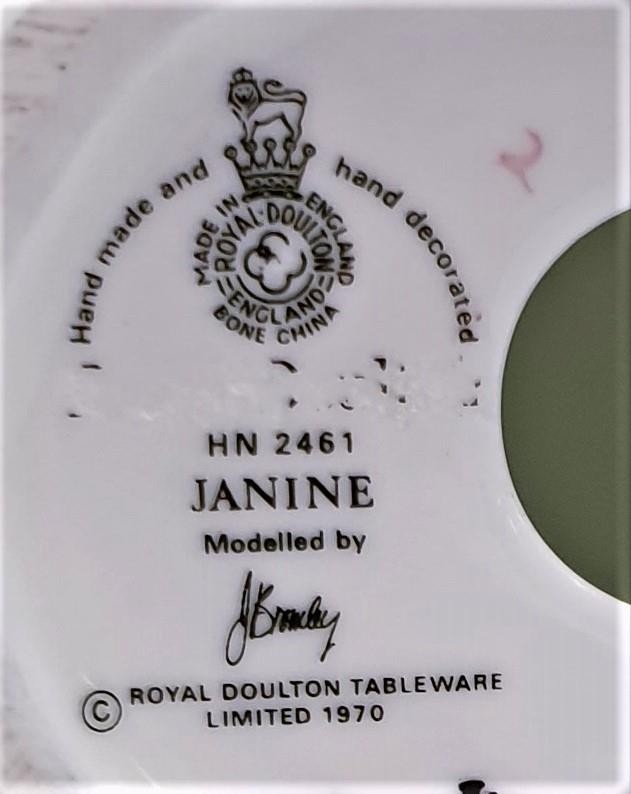 Hand made and hand decorated
MADE IN ENGLAND
ROYAL DOULTON
ENGLAND
BONE CHINA
HN 2461
JANINE
Modelled by
J Bromley
© ROYAL DOULTON TABLEWARE
LIMITED 1970